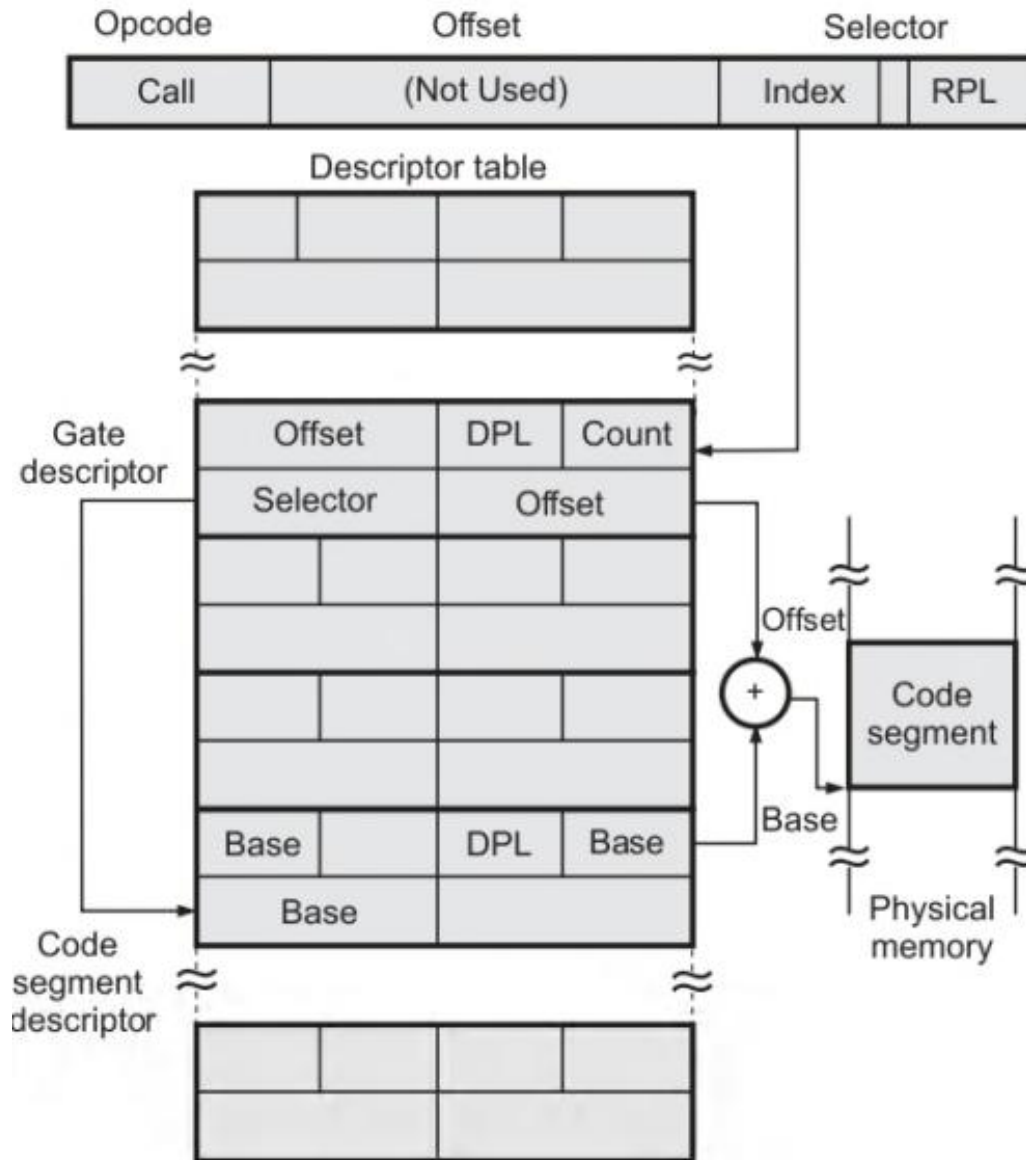 Opcode Offset Selector
Call (Not Used) Index RPL
Descriptor table
Gate
descriptor
Offset DPL Count
Selector Offset
Offset
+
Code
segment
Base
Base DPL Base
Base
Physical
memory
Code
segment
descriptor